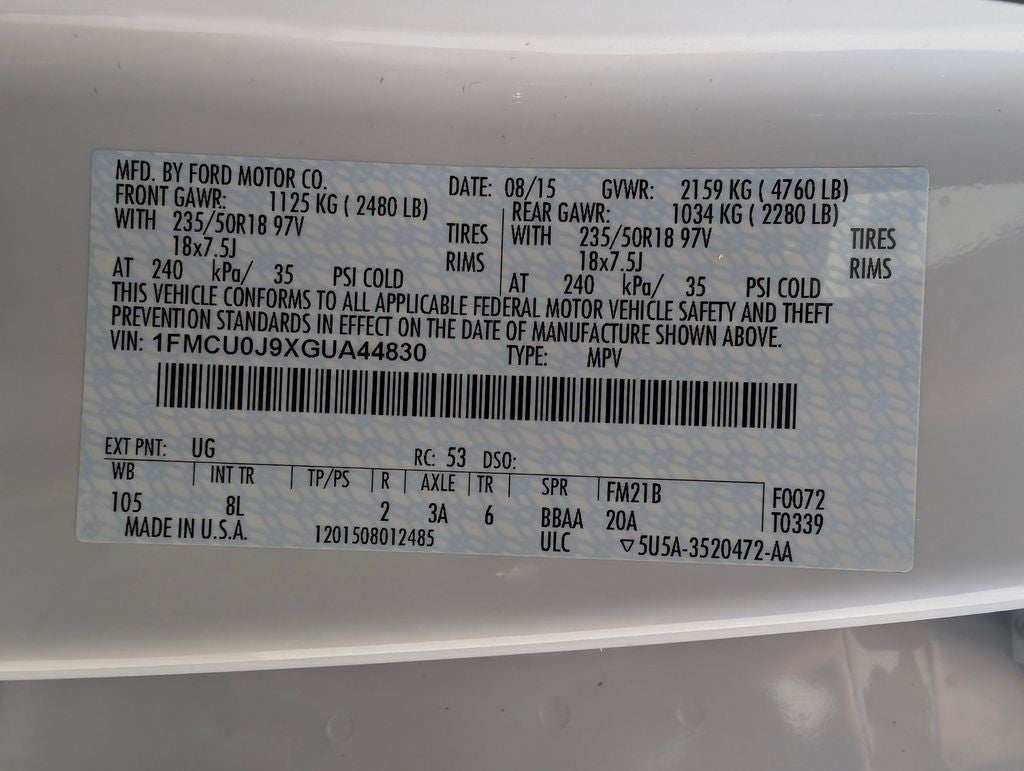 MFD. BY FORD MOTOR CO. DATE: 08/15 GVWR: 2159 KG ( 4760 LB)
FRONT GAWR: 1125 KG ( 2480 LB) REAR GAWR: 1034 KG ( 2280 LB)
WITH 235/50R18 97V TIRES WITH 235/50R18 97V TIRES
18x7.5J RIMS 18x7.5J RIMS
AT 240 kPa/ 35 PSI COLD AT 240 kPa/ 35 PSI COLD
THIS VEHICLE CONFORMS TO ALL APPLICABLE FEDERAL MOTOR VEHICLE SAFETY AND THEFT
PREVENTION STANDARDS IN EFFECT ON THE DATE OF MANUFACTURE SHOWN ABOVE.
VIN: 1FMCU0J9XGUA44830 TYPE: MPV
EXT PNT: UG RC: 53 DSO:
WB INT TR TP/PS R AXLE TR SPR FM21B F0072
105 8L 2 3A 6 BBAA 20A T0339
MADE IN U.S.A. 1201508012485 ULC ▽5U5A-3520472-AA